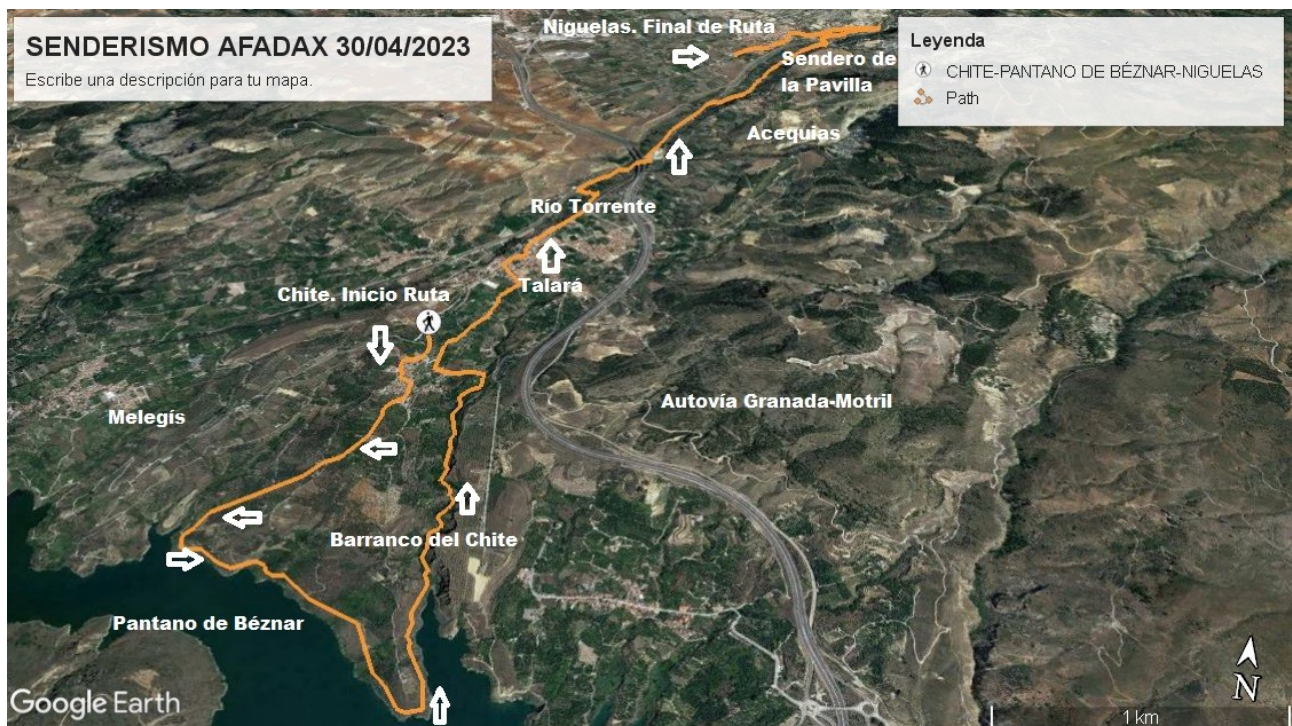 SENDERISMO AFADAX 30/04/2023
Escribe una descripción para tu mapa.
Niguelas. Final de Ruta
Leyenda
CHITE-PANTANO DE BÉZNAR-NIGUELAS
Path
Sendero de
la Pavilla
Acequias
Río Torrente
Talará
Chite. Inicio Ruta
Melegís
Autovía Granada-Motril
Barranco del Chite
Pantano de Béznar
Google Earth
N
1 km